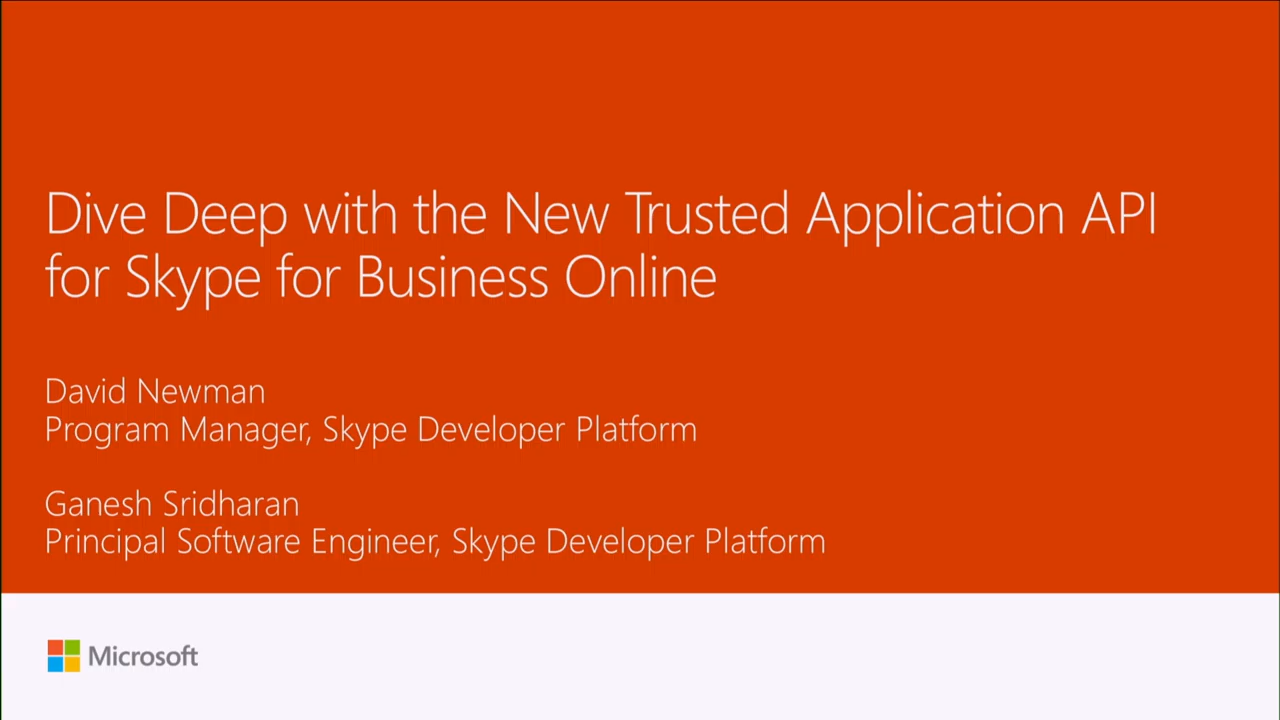 Dive Deep with the New Trusted Application API
for Skype for Business Online
David Newman
Program Manager, Skype Developer Platform
Ganesh Sridharan
Principal Software Engineer, Skype Developer Platform
Microsoft